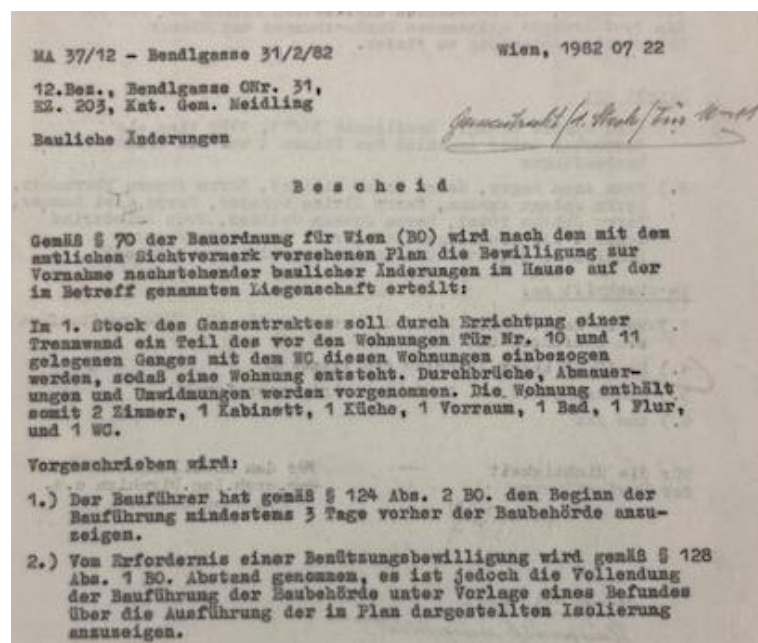 MA 37/12 - Bendlgasse 31/2/82 Wien, 1982 07 22
12.Bez., Bendlgasse ONr. 31,
EZ. 203, Kat. Gem. Meidling
Gassentrakt/1. Stock/Tür 10+11
Bauliche Änderungen
B e s c h e i d
Gemäß § 70 der Bauordnung für Wien (BO) wird nach dem mit dem
amtlichen Sichtvermerk versehenen Plan die Bewilligung zur
Vornahme nachstehender baulicher Änderungen im Hause auf der
im Betreff genannten Liegenschaft erteilt:
Im 1. Stock des Gassentraktes soll durch Errichtung einer
Trennwand ein Teil des vor den Wohnungen Tür Nr. 10 und 11
gelegenen Ganges mit dem WC diesen Wohnungen einbezogen
werden, sodaß eine Wohnung entsteht. Durchbrüche, Abmauer-
ungen und Umwidmungen werden vorgenommen. Die Wohnung enthält
somit 2 Zimmer, 1 Kabinett, 1 Küche, 1 Vorraum, 1 Bad, 1 Flur,
und 1 WC.
Vorgeschrieben wird:
1.) Der Bauführer hat gemäß § 124 Abs. 2 BO. den Beginn der
Bauführung mindestens 3 Tage vorher der Baubehörde anzu-
zeigen.
2.) Vom Erfordernis einer Benützungsbewilligung wird gemäß § 128
Abs. 1 BO. Abstand genommen, es ist jedoch die Vollendung
der Bauführung der Baubehörde unter Vorlage eines Befundes
über die Ausführung der im Plan dargestellten Isolierung
anzuzeigen.